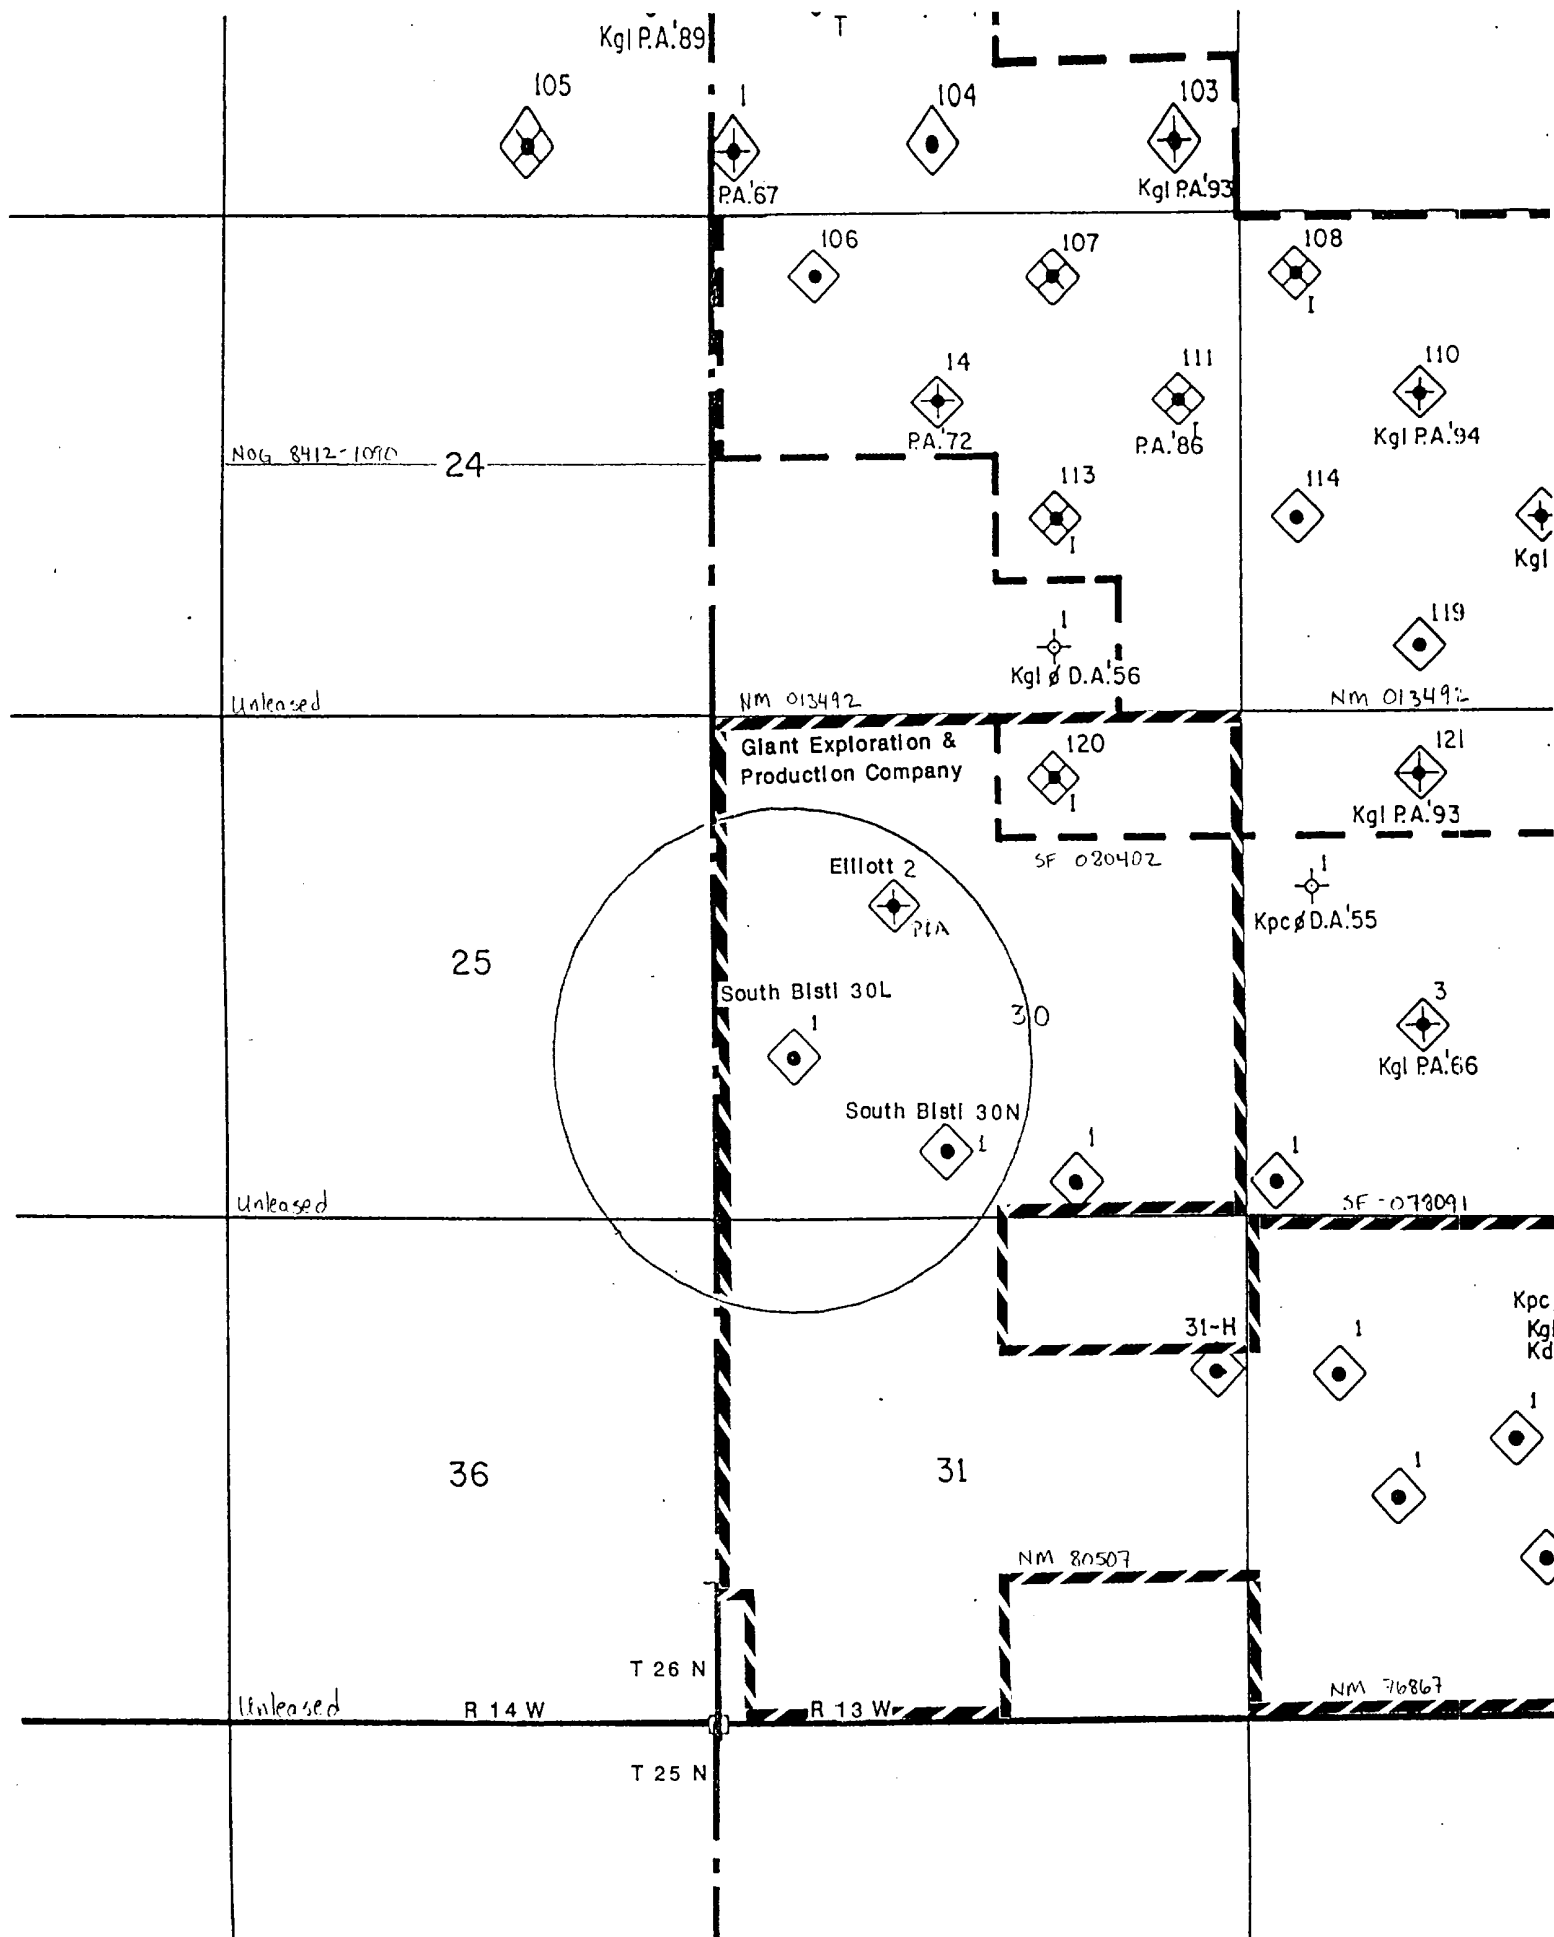 T
Kgl P.A.'89
105
1
104
103
P.A.'67
Kgl P.A.'93
106
107
108
I
14
111
110
I
P.A.'72
P.A.'86
Kgl P.A.'94
NOG 8412-1090
24
113
114
I
Kgl
1
119
Kgl ø D.A.'56
Unleased
NM 013492
NM 013492
Giant Exploration &
Production Company
120
121
I
Kgl P.A.'93
SF 080402
Elliott 2
1
P&A
Kpc ø D.A.'55
25
South Bisti 30L
30
3
1
Kgl P.A.'66
South Bisti 30N
1
1
1
Unleased
SF-078091
31-H
1
Kpc
Kgl
Kd
1
36
31
1
NM 80507
T 26 N
Unleased
R 14 W
R 13 W
NM 76867
T 25 N